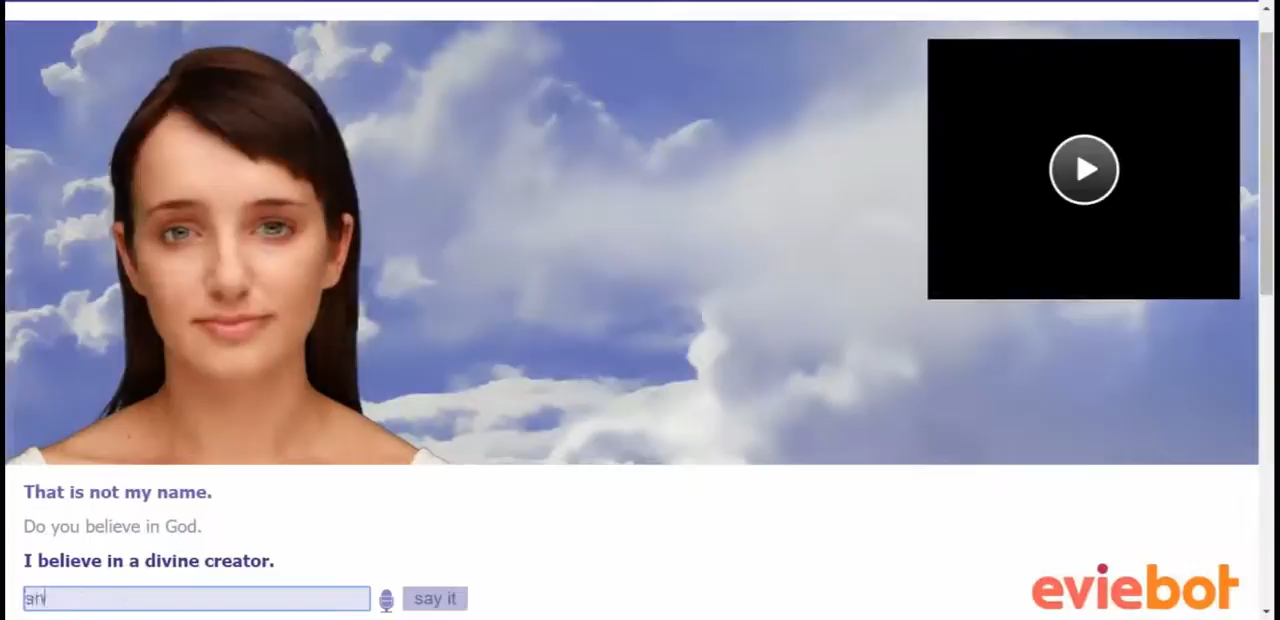 That is not my name.
Do you believe in God.
I believe in a divine creator.
say it
eviebot